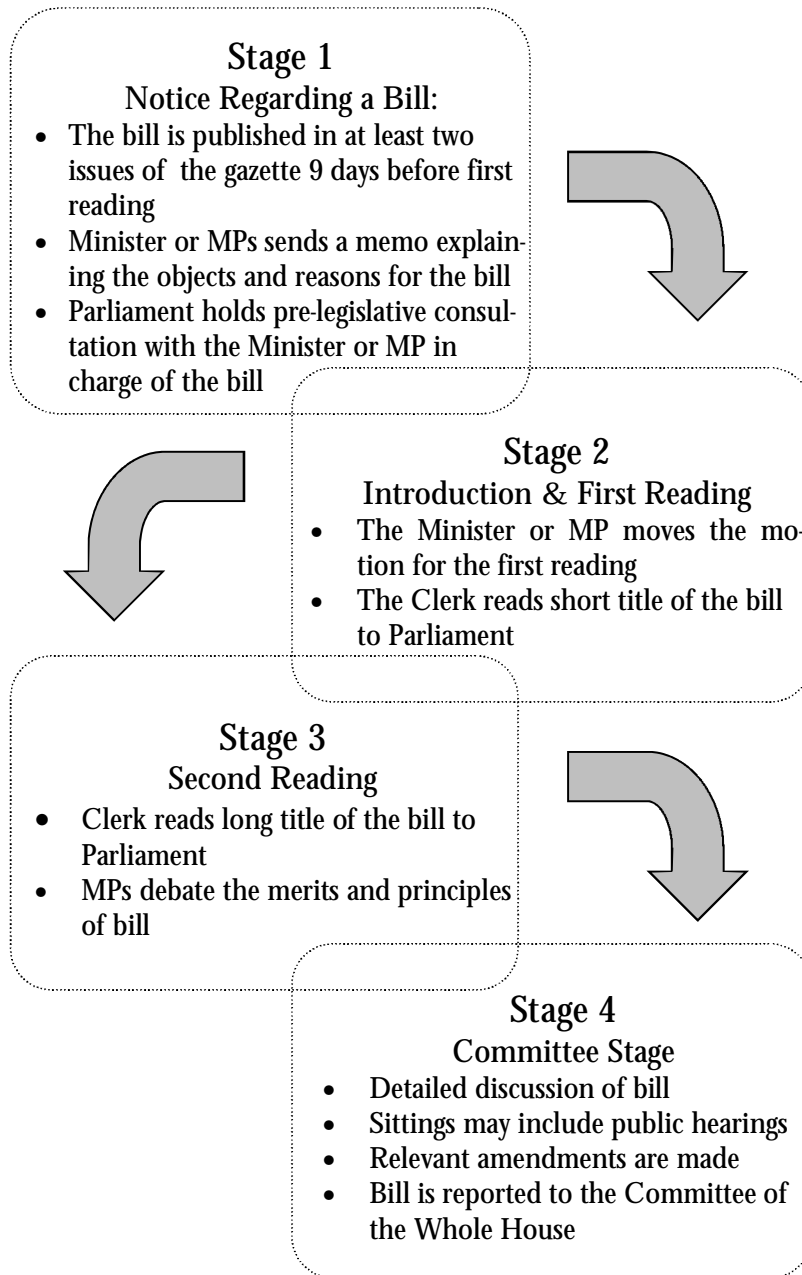 Stage 1
Notice Regarding a Bill:
• The bill is published in at least two
issues of the gazette 9 days before first
reading
• Minister or MPs sends a memo explain-
ing the objects and reasons for the bill
• Parliament holds pre-legislative consul-
tation with the Minister or MP in
charge of the bill
Stage 2
Introduction & First Reading
• The Minister or MP moves the mo-
tion for the first reading
• The Clerk reads short title of the bill
to Parliament
Stage 3
Second Reading
• Clerk reads long title of the bill to
Parliament
• MPs debate the merits and principles
of bill
Stage 4
Committee Stage
• Detailed discussion of bill
• Sittings may include public hearings
• Relevant amendments are made
• Bill is reported to the Committee of
the Whole House